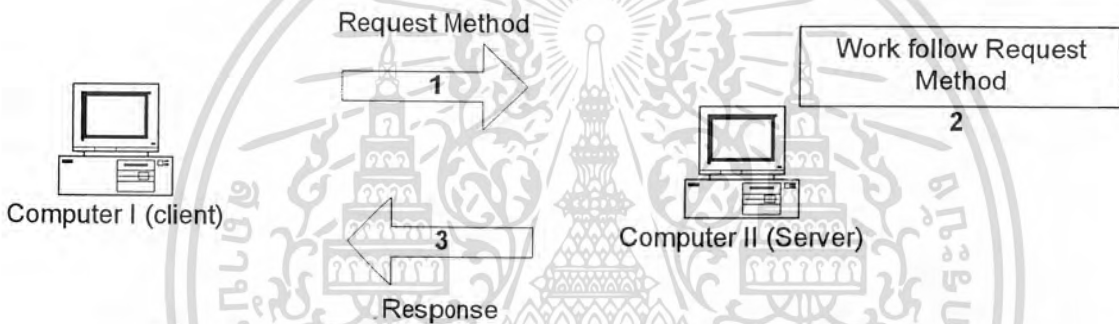 Request Method
1
Work follow Request
Method
2
Computer I (client)
Computer II (Server)
3
Response